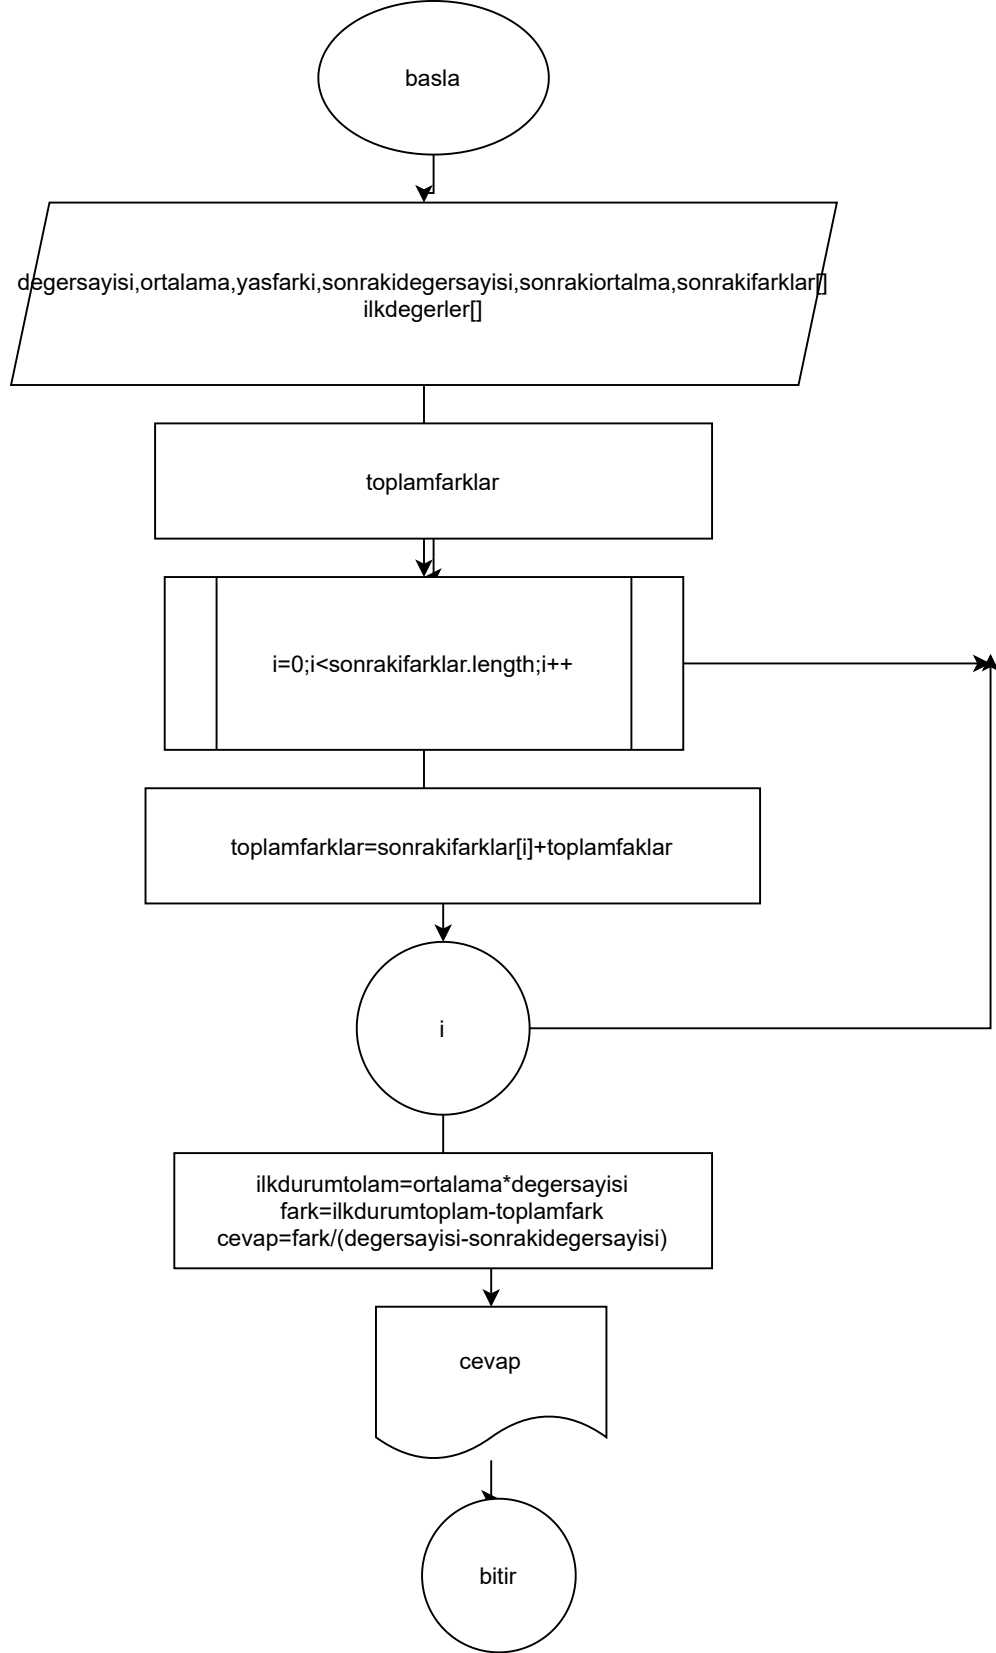 basla
degersayisi,ortalama,yasfarki,sonrakidegersayisi,sonrakiortalma,sonrakifarklar[]
ilkdegerler[]
toplamfarklar
i=0;i<sonrakifarklar.length;i++
toplamfarklar=sonrakifarklar[i]+toplamfaklar
i
ilkdurumtolam=ortalama*degersayisi
fark=ilkdurumtoplam-toplamfark
cevap=fark/(degersayisi-sonrakidegersayisi)
cevap
bitir